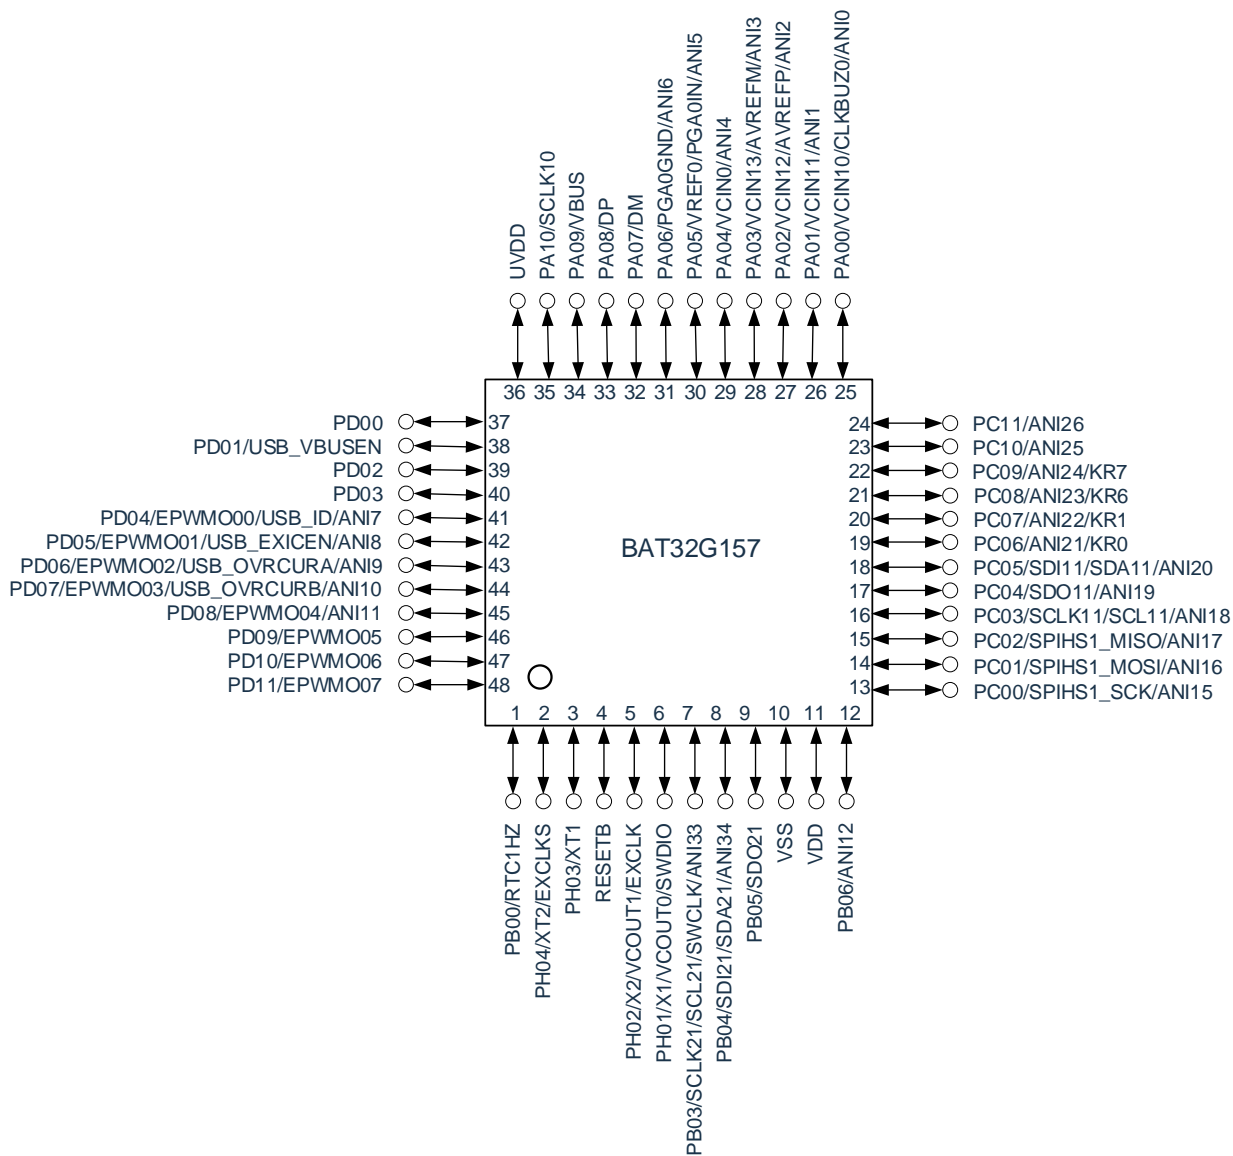 UVDD
PA10/SCLK10
PA09/VBUS
PA08/DP
PA07/DM
PA06/PGA0GND/ANI6
PA05/VREF0/PGA0IN/ANI5
PA04/VCIN0/ANI4
PA03/VCIN13/AVREFM/ANI3
PA02/VCIN12/AVREFP/ANI2
PA01/VCIN11/ANI1
PA00/VCIN10/CLKBUZ0/ANI0
36 35 34 33 32 31 30 29 28 27 26 25
PD00 37
PD01/USB_VBUSEN 38
PD02 39
PD03 40
PD04/EPWMO00/USB_ID/ANI7 41
PD05/EPWMO01/USB_EXICEN/ANI8 42
PD06/EPWMO02/USB_OVRCURA/ANI9 43
PD07/EPWMO03/USB_OVRCURB/ANI10 44
PD08/EPWMO04/ANI11 45
PD09/EPWMO05 46
PD10/EPWMO06 47
PD11/EPWMO07 48
BAT32G157
24 PC11/ANI26
23 PC10/ANI25
22 PC09/ANI24/KR7
21 PC08/ANI23/KR6
20 PC07/ANI22/KR1
19 PC06/ANI21/KR0
18 PC05/SDI11/SDA11/ANI20
17 PC04/SDO11/ANI19
16 PC03/SCLK11/SCL11/ANI18
15 PC02/SPIHS1_MISO/ANI17
14 PC01/SPIHS1_MOSI/ANI16
13 PC00/SPIHS1_SCK/ANI15
1 2 3 4 5 6 7 8 9 10 11 12
PB00/RTC1HZ
PH04/XT2/EXCLKS
PH03/XT1
RESETB
PH02/X2/VCOUT1/EXCLK
PH01/X1/VCOUT0/SWDIO
PB03/SCLK21/SCL21/SWCLK/ANI33
PB04/SDI21/SDA21/ANI34
PB05/SDO21
VSS
VDD
PB06/ANI12